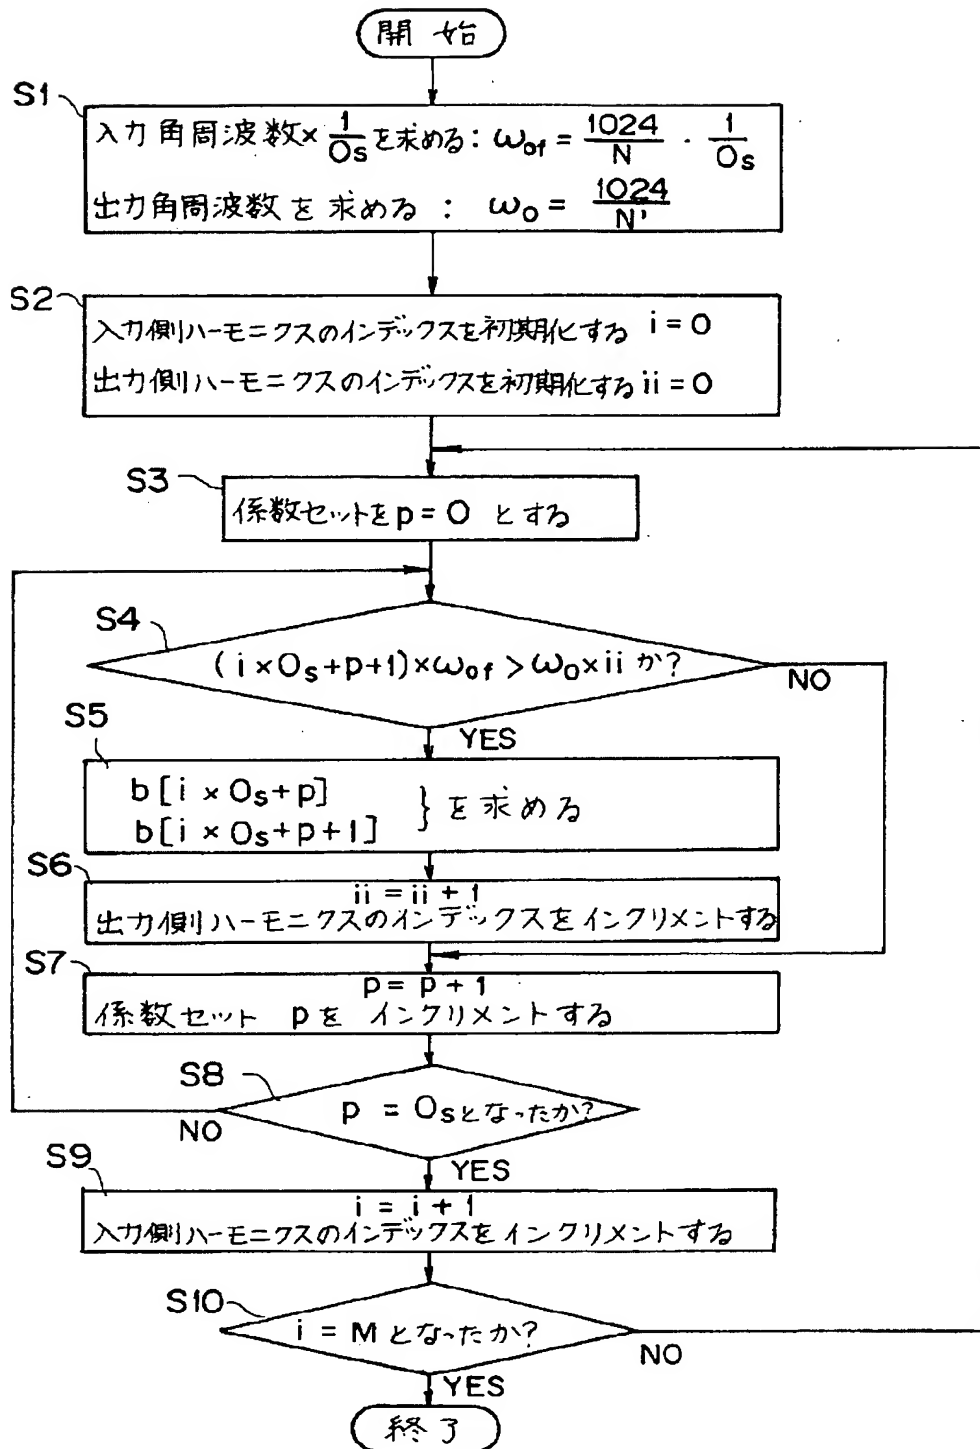 開始
S1
入力角周波数×1/Osを求める: ωof = 1024/N · 1/Os
出力角周波数を求める : ωo = 1024/N'
S2
入力側ハーモニクスのインデックスを初期化する i = 0
出力側ハーモニクスのインデックスを初期化する ii = 0
S3
係数セットを p = 0 とする
S4
(i × Os + p + 1) × ωof > ωo × ii か?
NO
YES
S5
b [i × Os + p]
b [i × Os + p + 1]
} を求める
S6
ii = ii + 1
出力側ハーモニクスのインデックスをインクリメントする
S7
p = p + 1
係数セット p を インクリメントする
S8
p = Os となったか?
NO
YES
S9
i = i + 1
入力側ハーモニクスのインデックスをインクリメントする
S10
i = M となったか?
NO
YES
終了